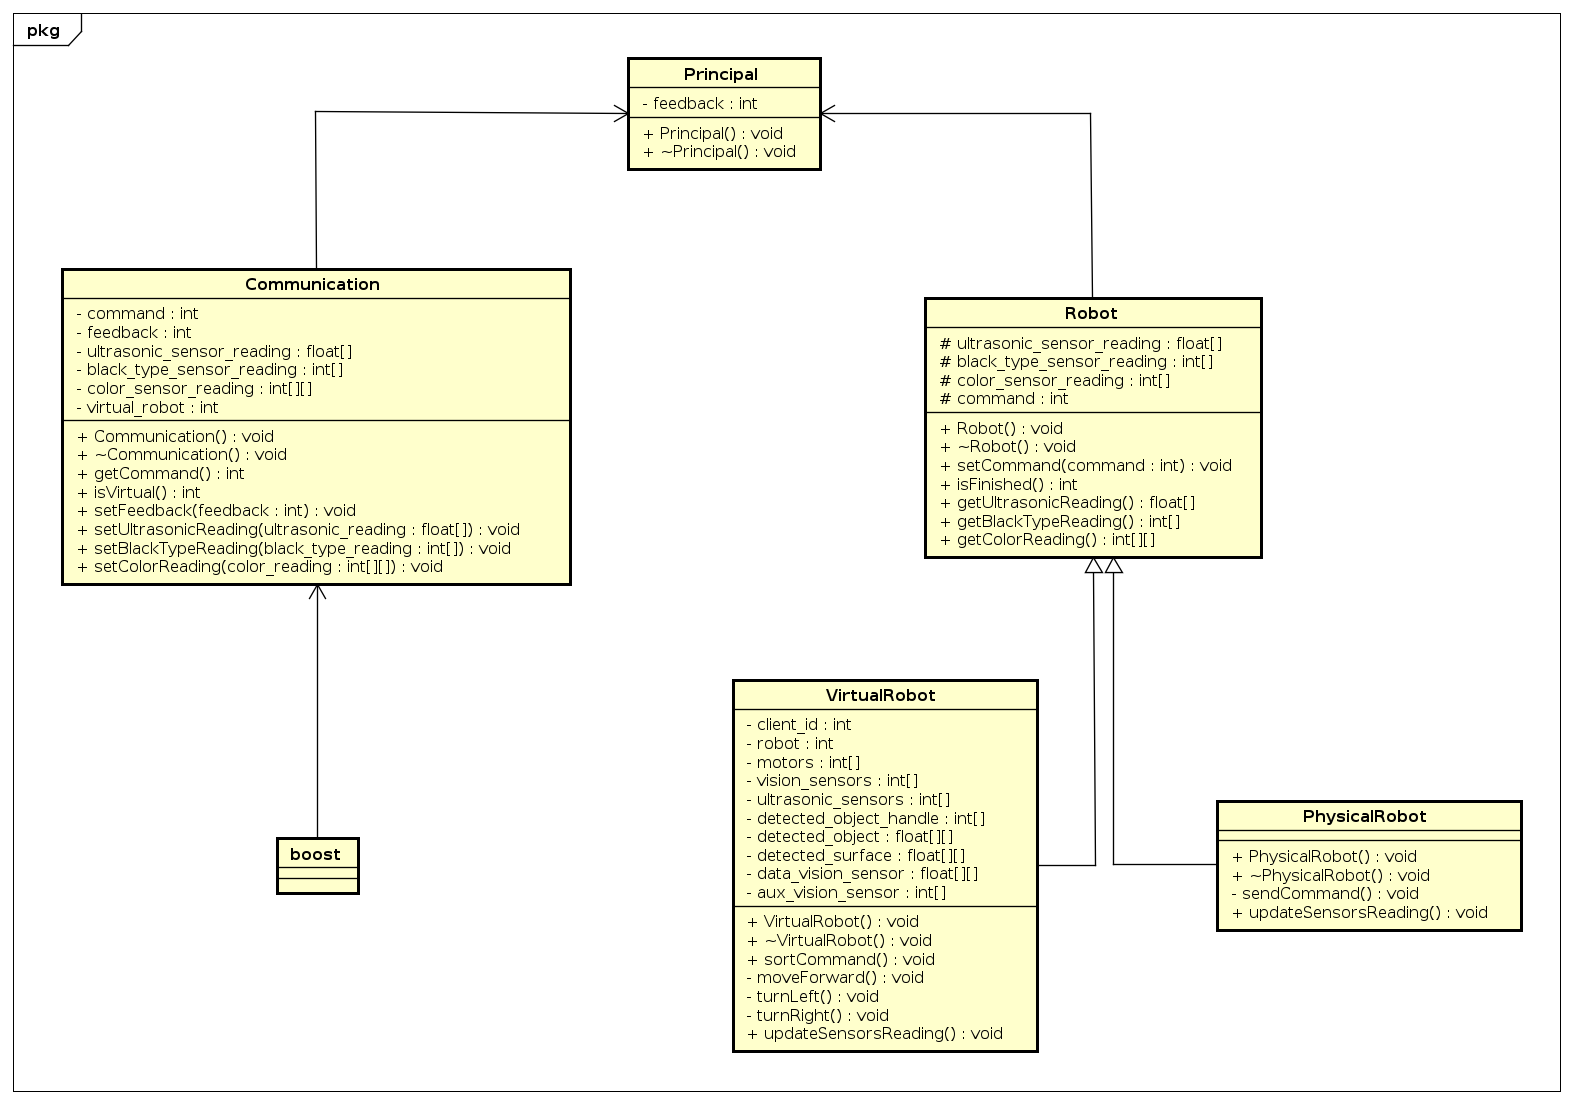 pkg
Principal
- feedback : int
+ Principal() : void
+ ~Principal() : void
Communication
- command : int
- feedback : int
- ultrasonic_sensor_reading : float[]
- black_type_sensor_reading : int[]
- color_sensor_reading : int[][]
- virtual_robot : int
+ Communication() : void
+ ~Communication() : void
+ getCommand() : int
+ isVirtual() : int
+ setFeedback(feedback : int) : void
+ setUltrasonicReading(ultrasonic_reading : float[]) : void
+ setBlackTypeReading(black_type_reading : int[]) : void
+ setColorReading(color_reading : int[][]) : void
Robot
# ultrasonic_sensor_reading : float[]
# black_type_sensor_reading : int[]
# color_sensor_reading : int[]
# command : int
+ Robot() : void
+ ~Robot() : void
+ setCommand(command : int) : void
+ isFinished() : int
+ getUltrasonicReading() : float[]
+ getBlackTypeReading() : int[]
+ getColorReading() : int[][]
boost
VirtualRobot
- client_id : int
- robot : int
- motors : int[]
- vision_sensors : int[]
- ultrasonic_sensors : int[]
- detected_object_handle : int[]
- detected_object : float[][]
- detected_surface : float[][]
- data_vision_sensor : float[][]
- aux_vision_sensor : int[]
+ VirtualRobot() : void
+ ~VirtualRobot() : void
+ sortCommand() : void
- moveForward() : void
- turnLeft() : void
- turnRight() : void
+ updateSensorsReading() : void
PhysicalRobot
+ PhysicalRobot() : void
+ ~PhysicalRobot() : void
- sendCommand() : void
+ updateSensorsReading() : void